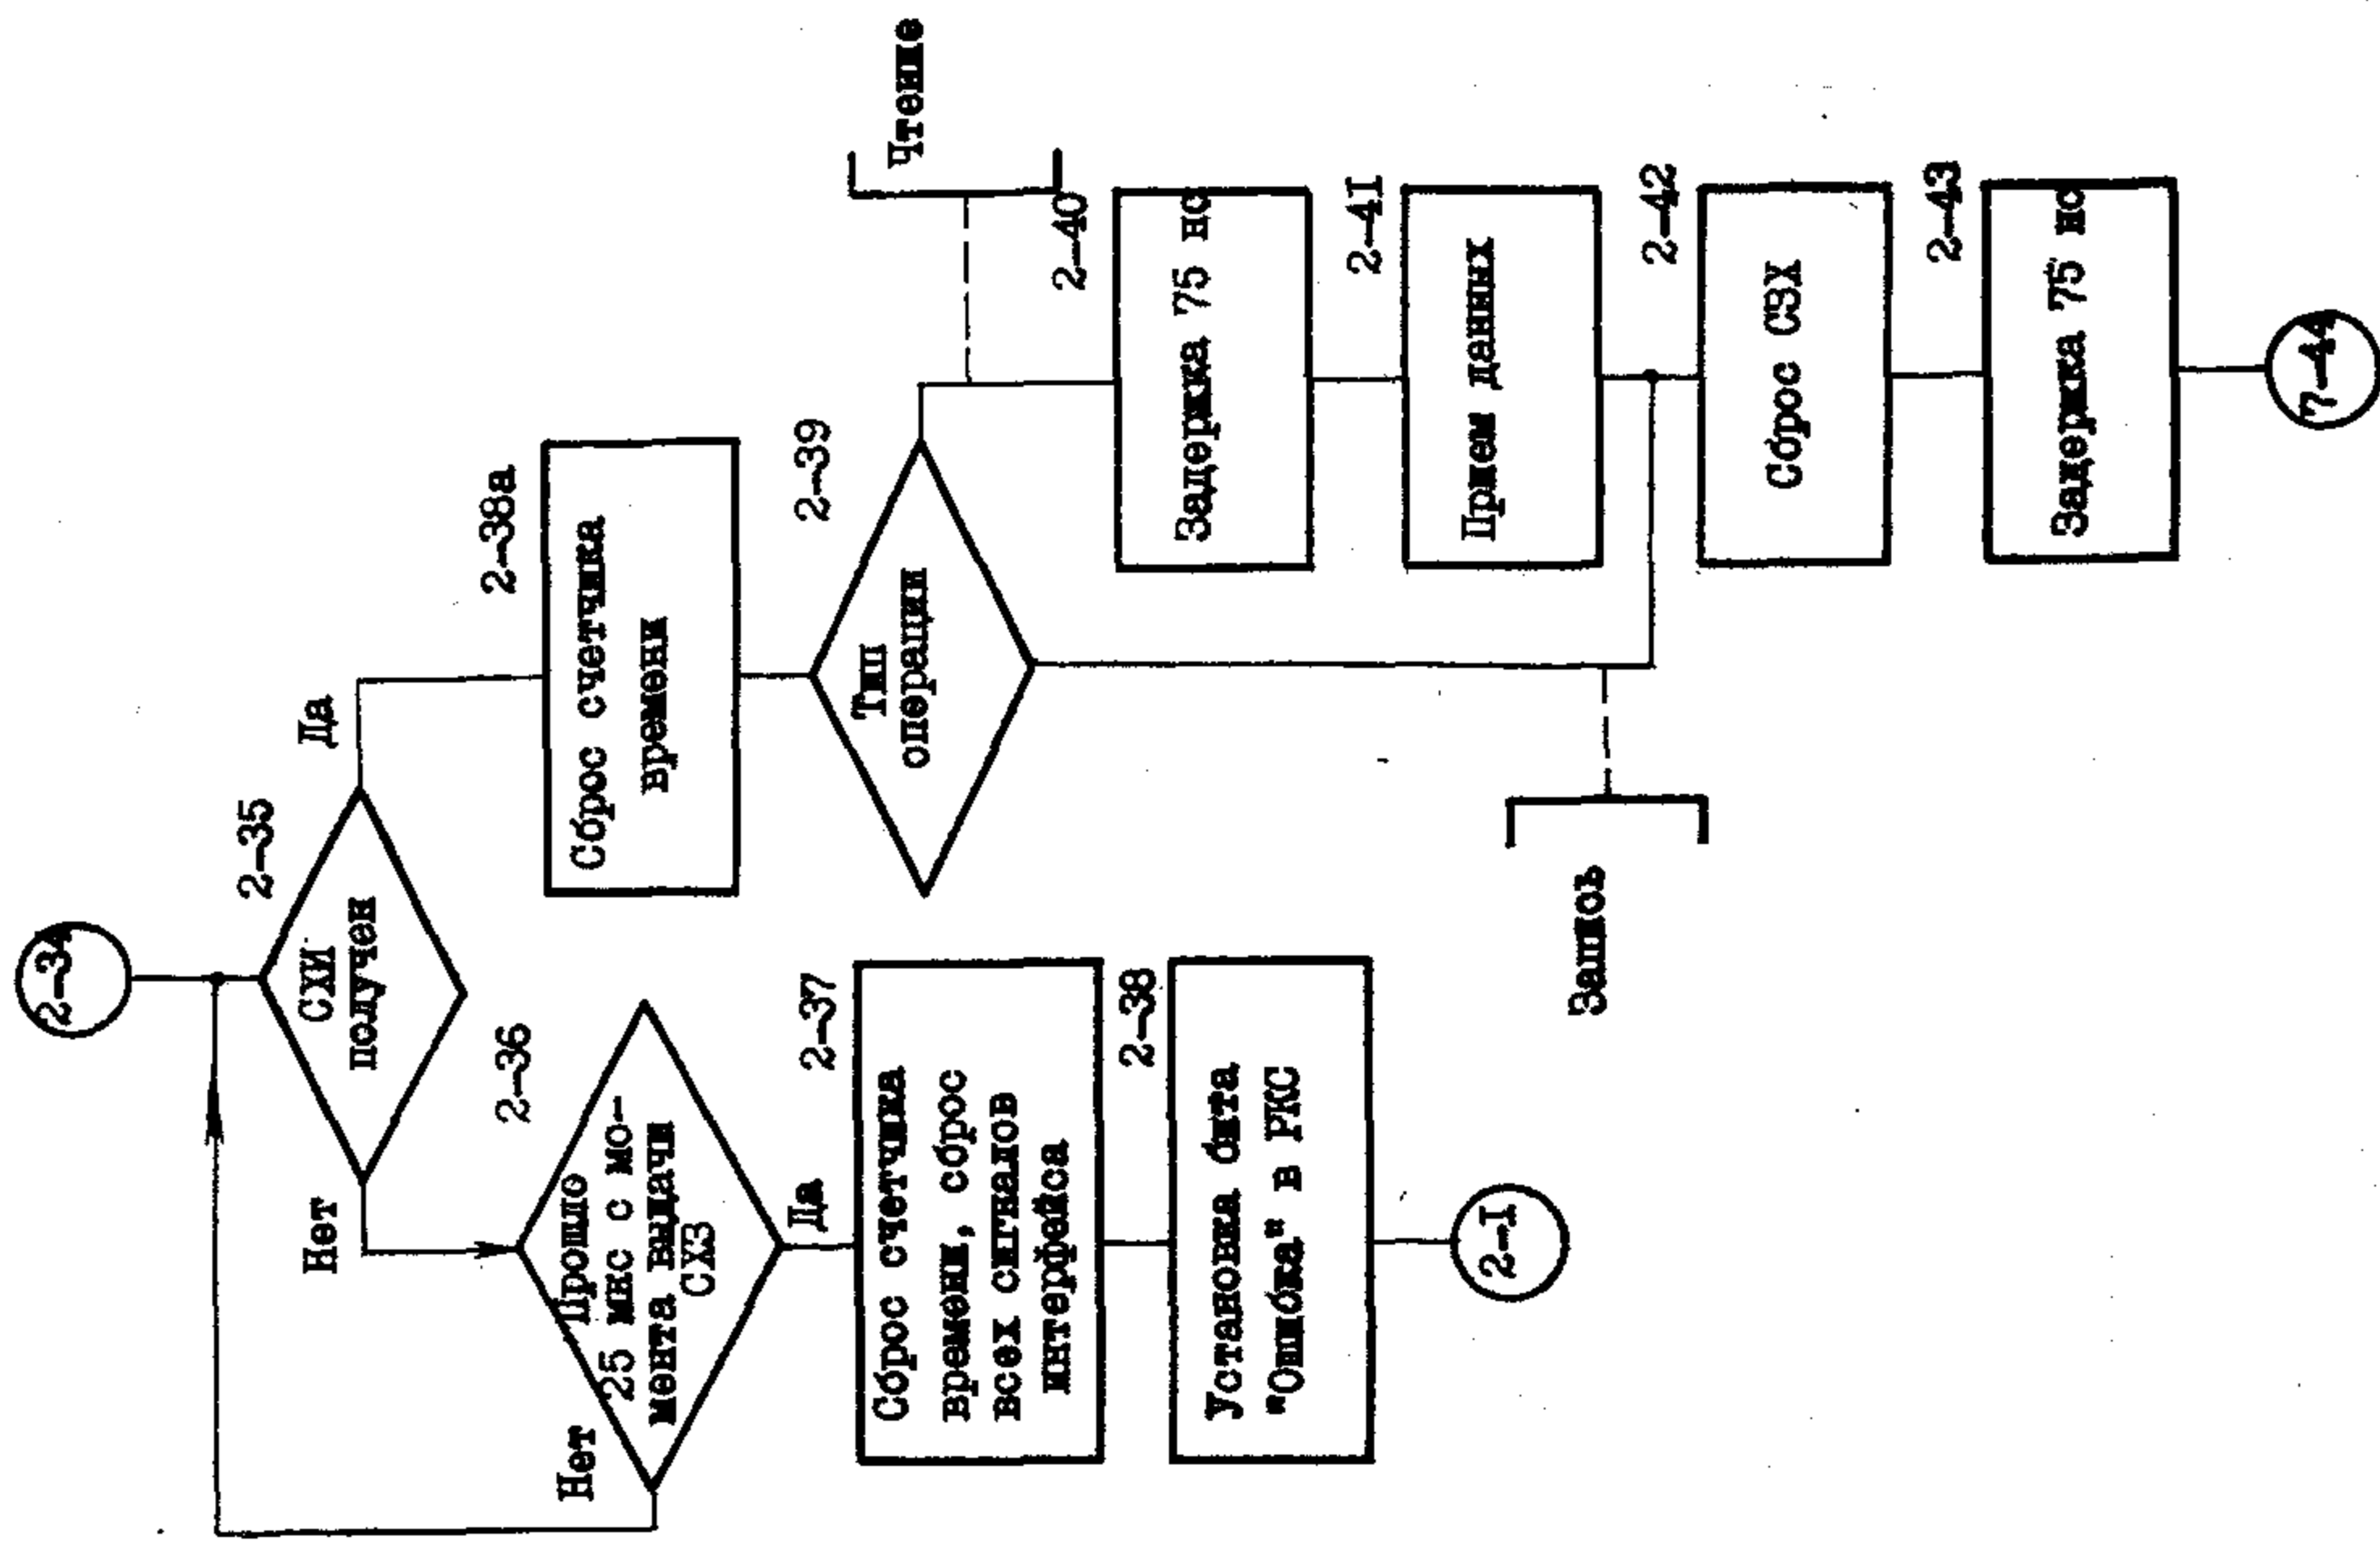 2-34
2-35
СХИ
получен
Нет
Да
2-36
Прошло
25 мкс с мо-
мента выдачи
СХЗ
Нет
Да
2-37
Сброс счетчика
времени, сброс
всех сигналов
интерфейса
2-38
Установка бита
"Ошибка" в РКС
2-I
2-38а
Сброс счетчика
времени
2-39
Тип
операции
Чтение
Запись
2-40
Задержка 75 нс
2-4I
Прием данных
2-42
Сброс СЗХ
2-43
Задержка 75 нс
7-44